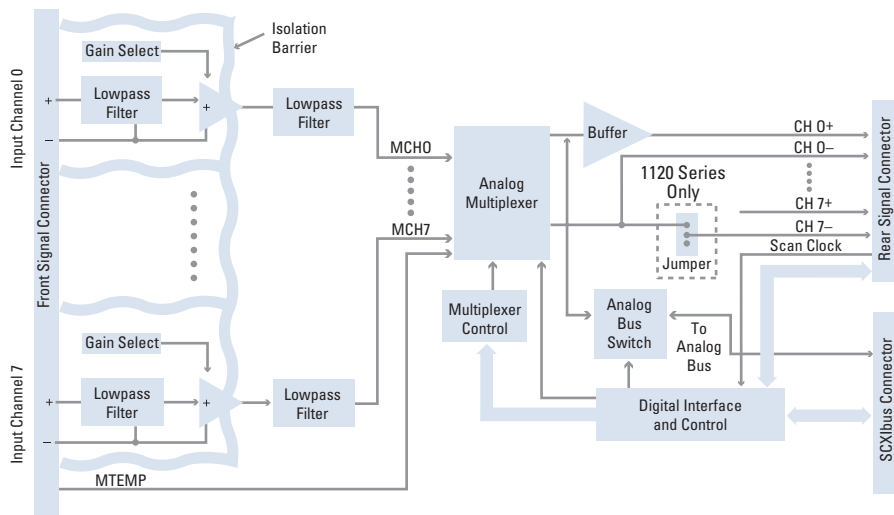 Isolation
Barrier
Input Channel 0
Gain Select
+
Lowpass
Filter
+
–
Lowpass
Filter
MCH0
Front Signal Connector
MCH7
Input Channel 7
Gain Select
+
Lowpass
Filter
+
–
Lowpass
Filter
MTEMP
Analog
Multiplexer
Buffer
CH 0+
CH 0–
1120 Series
Only
Jumper
CH 7+
CH 7–
Scan Clock
Rear Signal Connector
Multiplexer
Control
Analog
Bus
Switch
To
Analog
Bus
Digital Interface
and Control
SCXIbus Connector